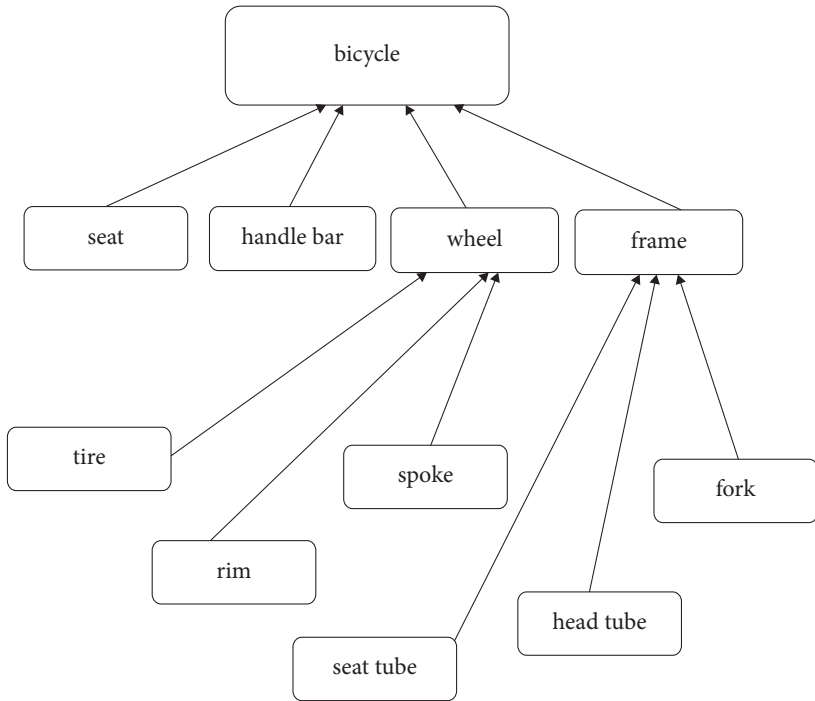 bicycle
seat
handle bar
wheel
frame
tire
spoke
fork
rim
head tube
seat tube